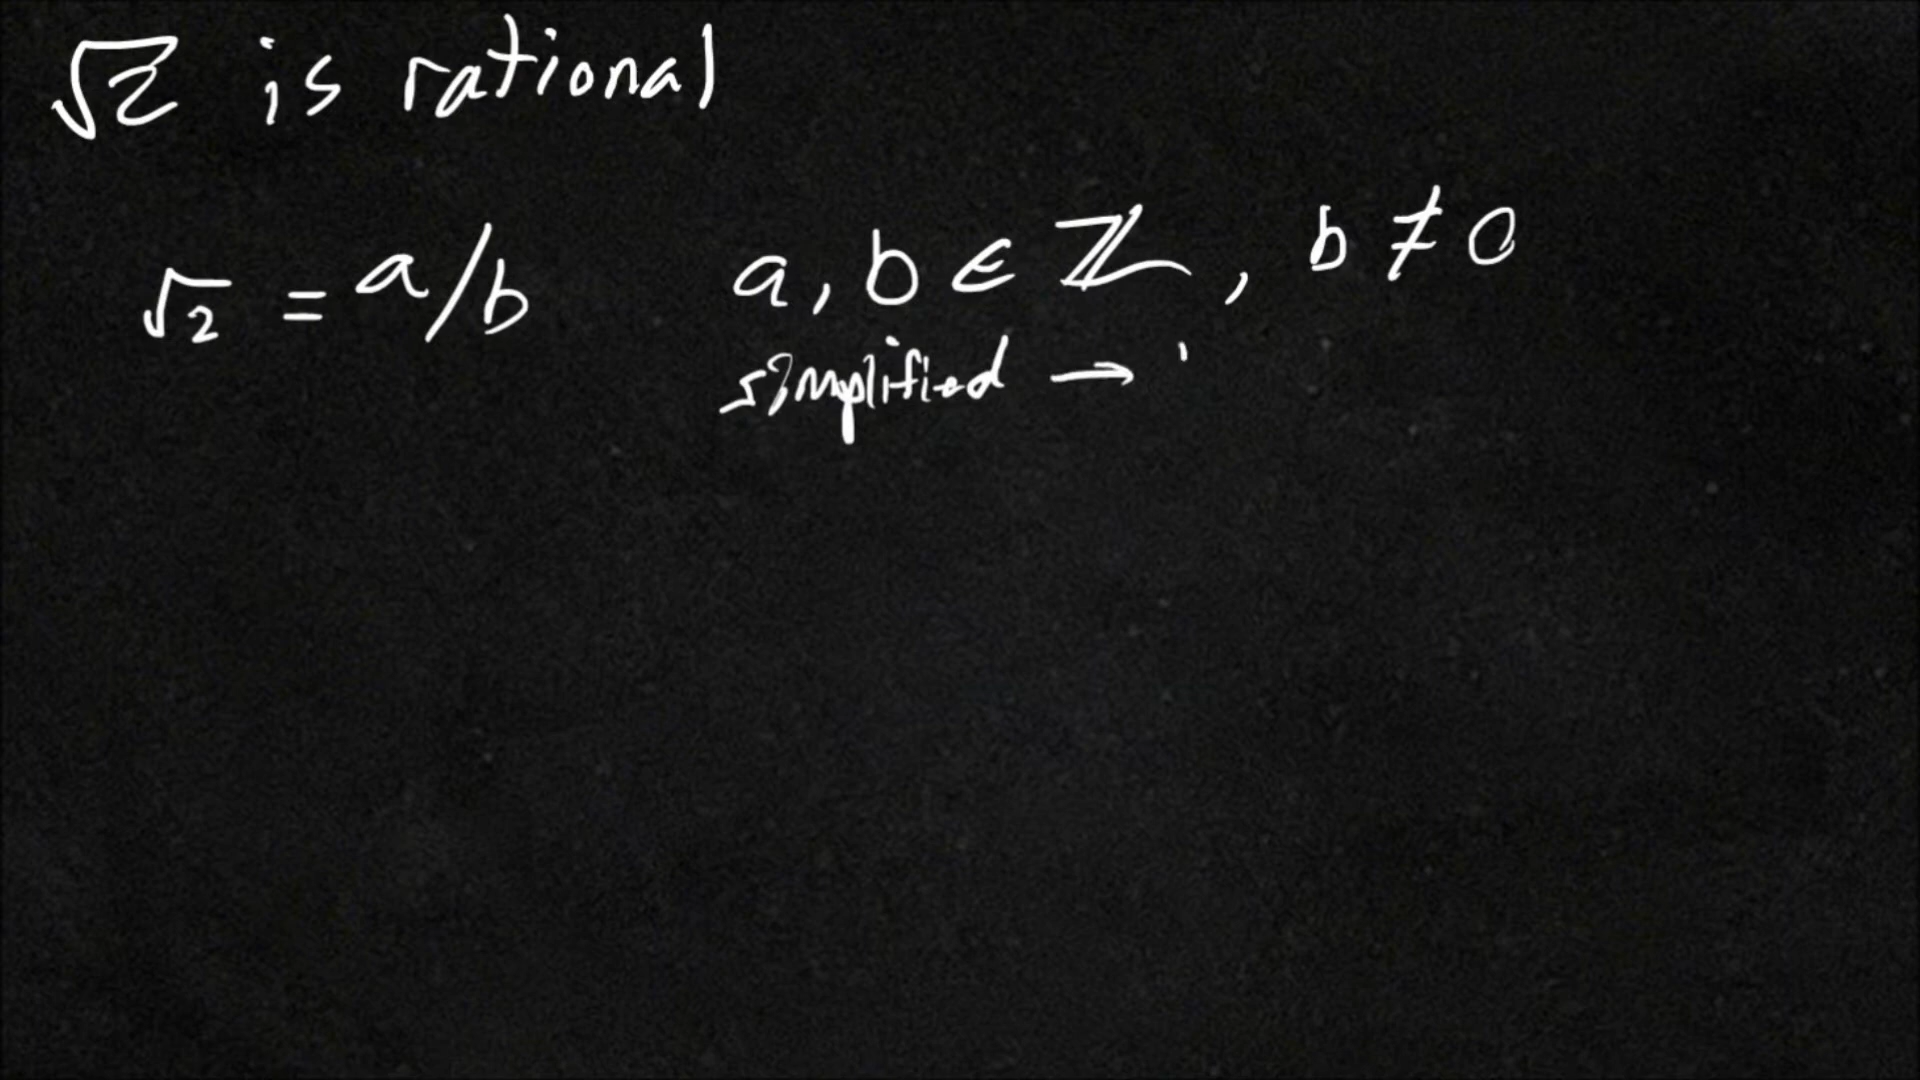 √2 is rational
√2 = a/b a, b ∈ ℤ, b ≠ 0
simplified →